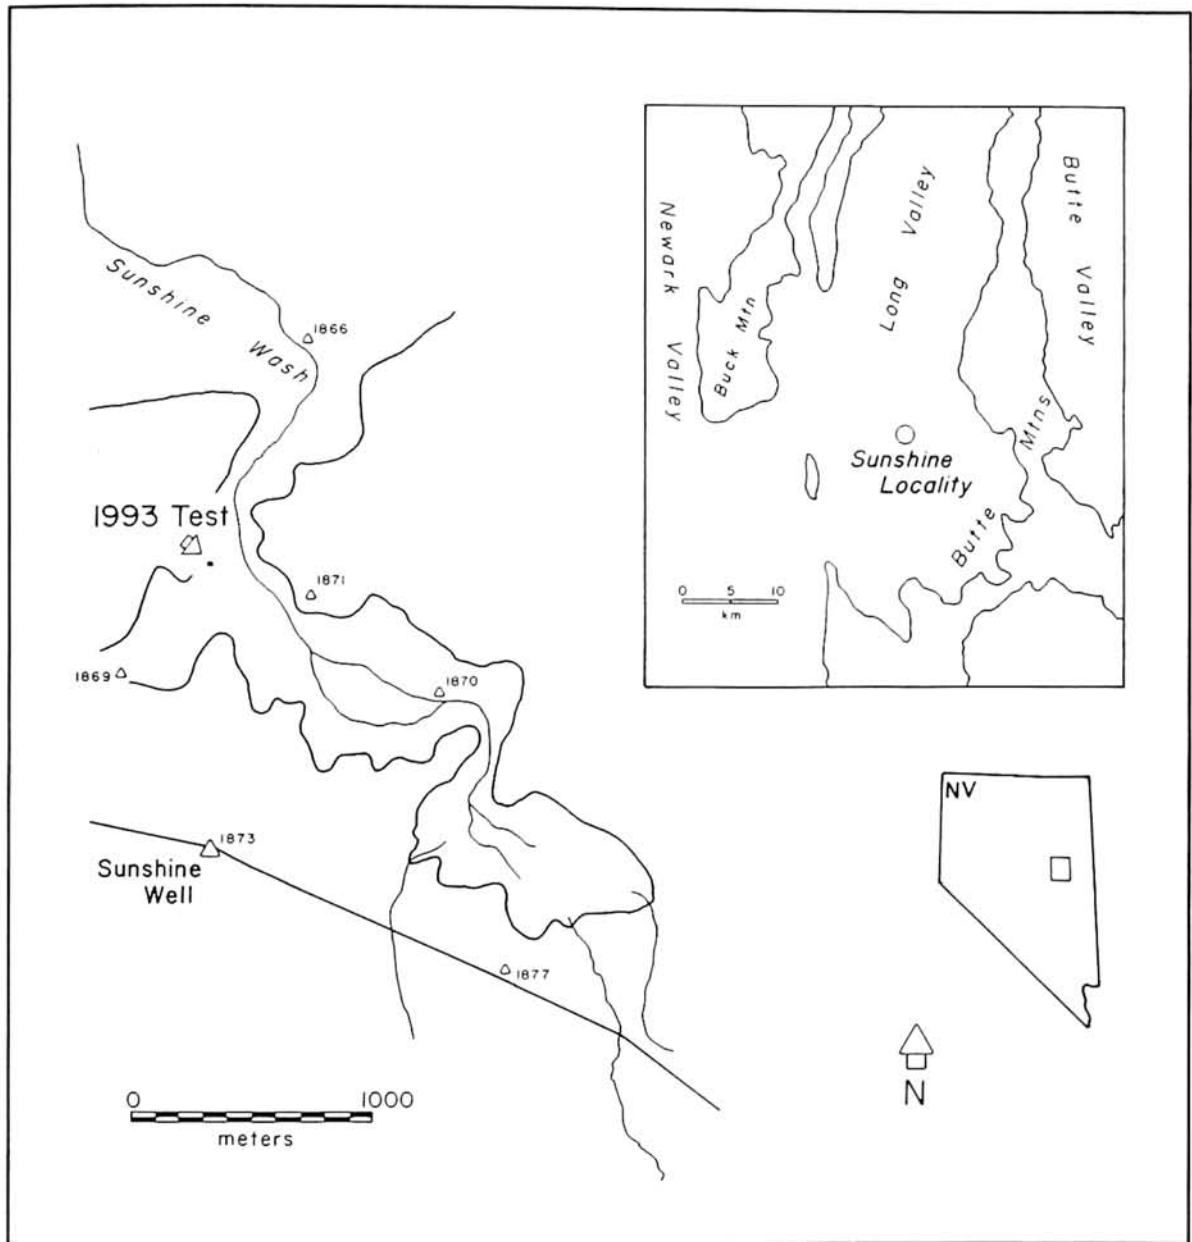 Sunshine
Wash
1866
1993 Test
1871
1869
1870
1873
Sunshine
Well
1877
0 1000
meters
Newark Valley
Buck Mtn
Long Valley
Butte Valley
Sunshine
Locality
Butte Mtns
0 5 10
km
NV
N